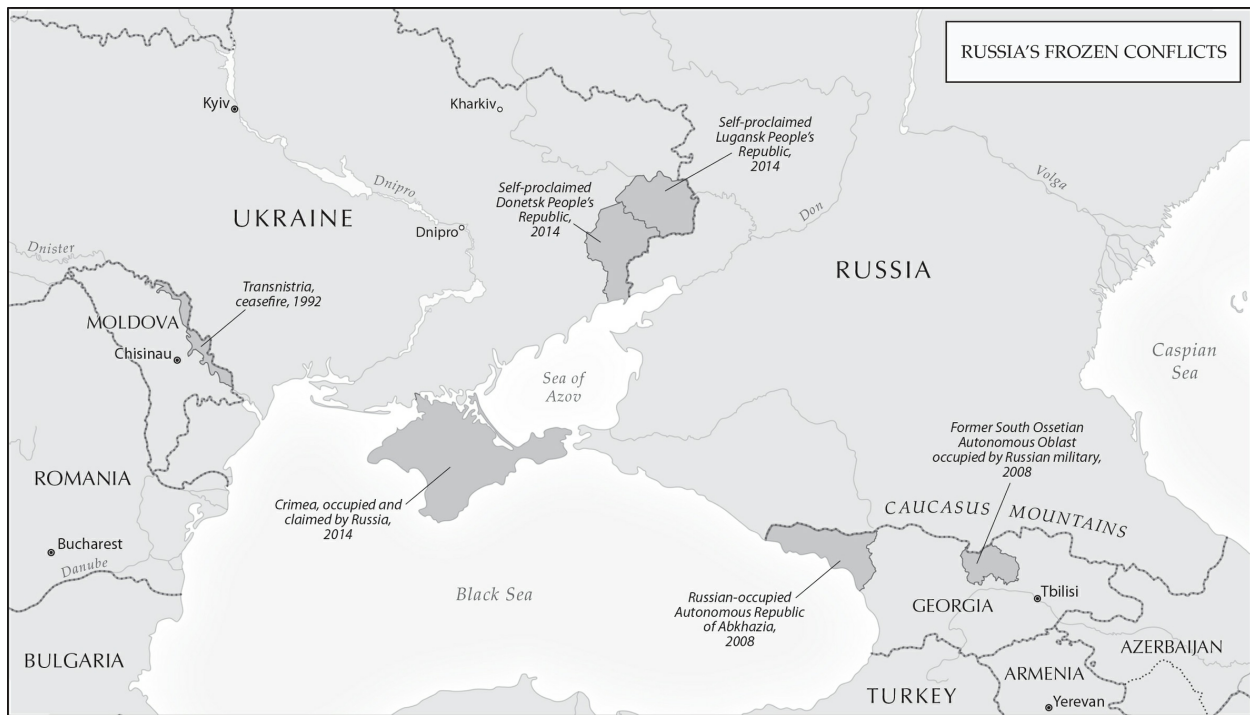 RUSSIA'S FROZEN CONFLICTS
Kyiv
Kharkiv
Self-proclaimed
Lugansk People's
Republic,
2014
Volga
Dnipro
Self-proclaimed
Donetsk People's
Republic,
2014
Don
UKRAINE
Dnipro
Dnister
RUSSIA
Transnistria,
ceasefire, 1992
MOLDOVA
Chisinau
Caspian
Sea
Sea of
Azov
Former South Ossetian
Autonomous Oblast
occupied by Russian military,
2008
ROMANIA
Crimea, occupied and
claimed by Russia,
2014
CAUCASUS MOUNTAINS
Bucharest
Danube
Black Sea
Russian-occupied
Autonomous Republic
of Abkhazia,
2008
GEORGIA
Tbilisi
BULGARIA
AZERBAIJAN
ARMENIA
TURKEY
Yerevan